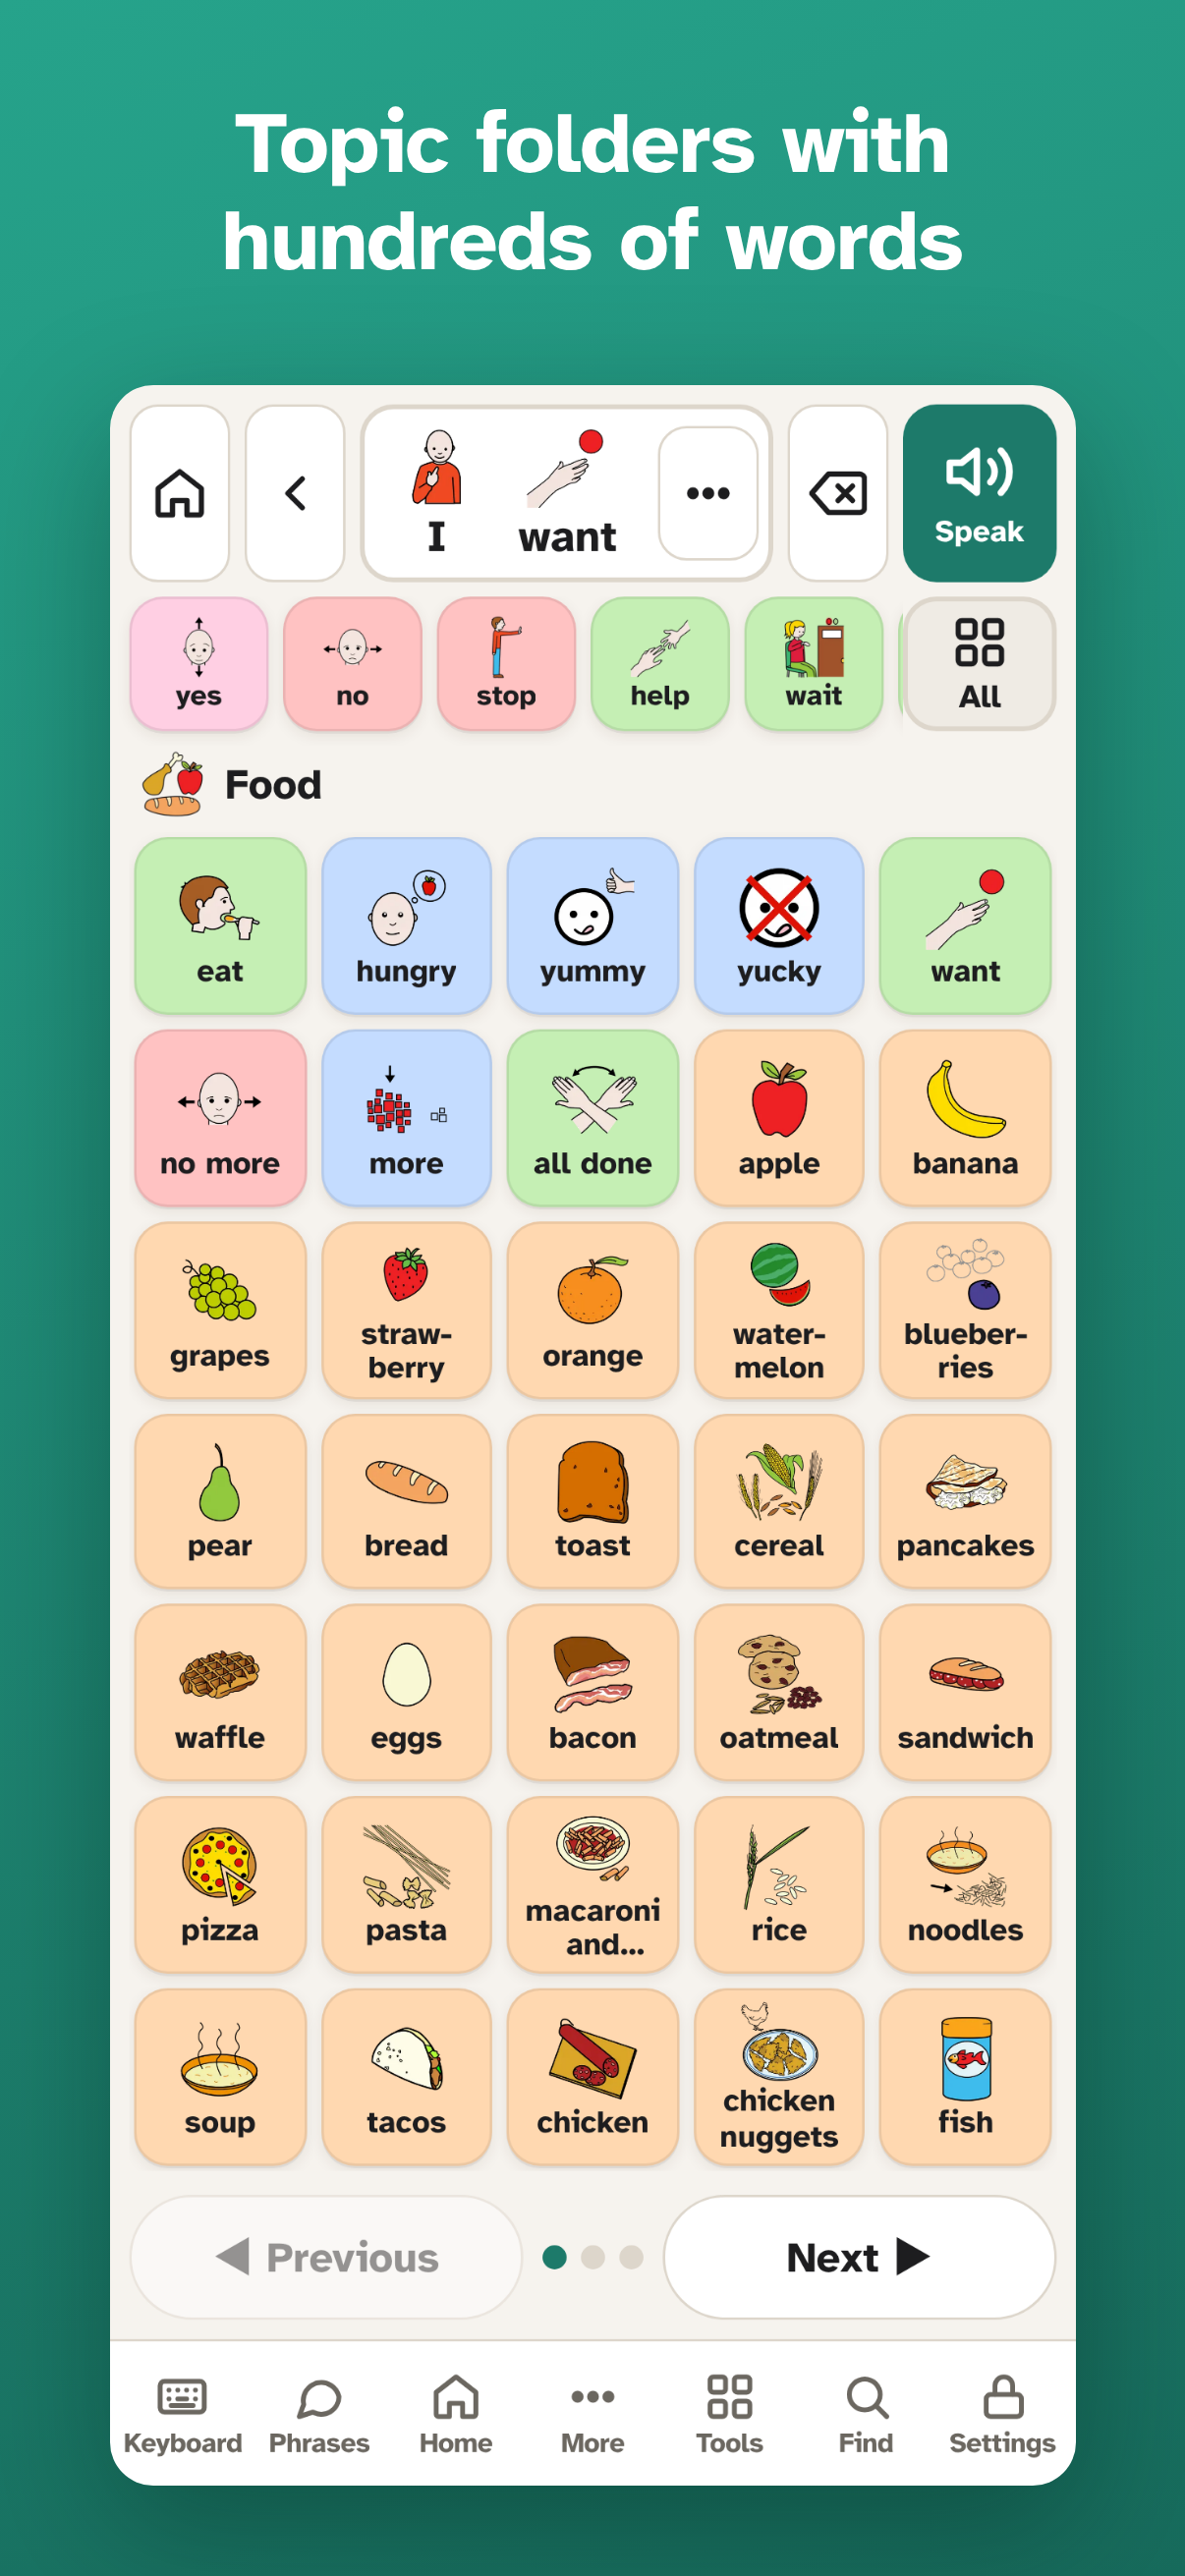 Topic folders with
hundreds of words
I want
Speak
yes no stop help wait All
Food
eat hungry yummy yucky want
no more more all done apple banana
grapes straw-
berry orange water-
melon blueber-
ries
pear bread toast cereal pancakes
waffle eggs bacon oatmeal sandwich
pizza pasta macaroni
and... rice noodles
soup tacos chicken chicken
nuggets fish
Previous Next
Keyboard Phrases Home More Tools Find Settings